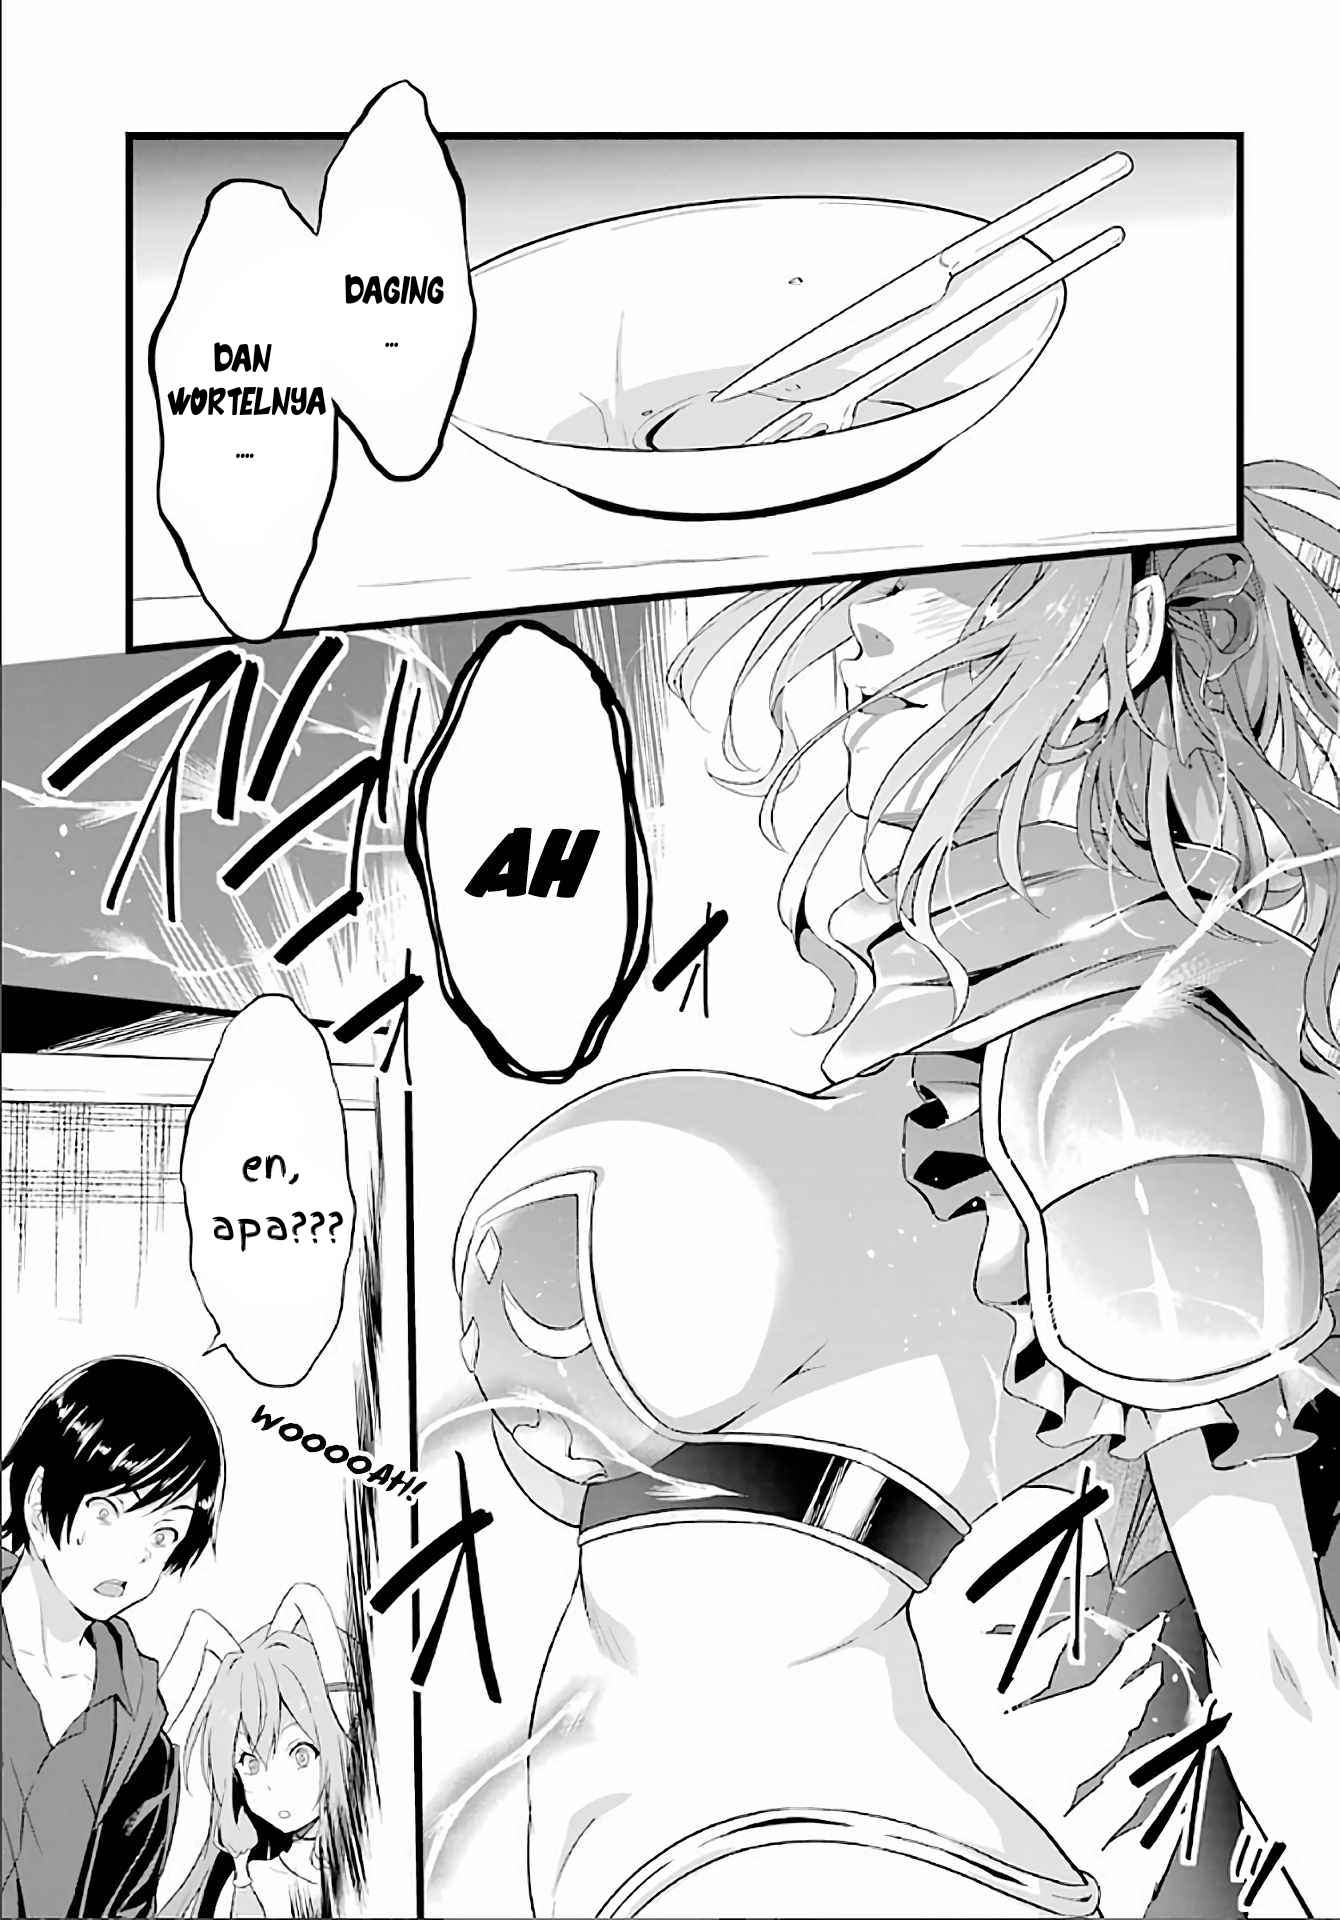 DAGING
...
DAN
WORTELNYA
....
AH
en,
apa???
WOOOOAH!